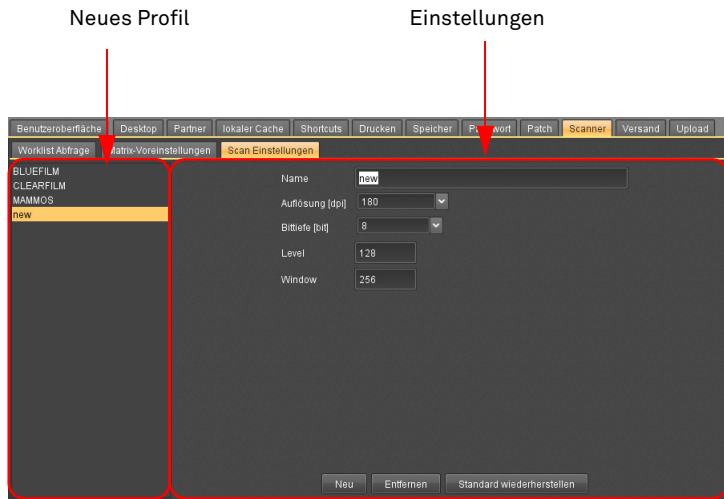 Neues Profil Einstellungen
Benutzeroberfläche Desktop Partner lokaler Cache Shortcuts Drucken Speicher Patch Scanner Versand Upload
Worklist Abfrage Matrix-Voreinstellungen Scan Einstellungen
BLUEFILM
CLEARFILM
MAMMOS
new
Name new
Auflösung [dpi] 180
Bittiefe [bit] 8
Level 128
Window 256
Neu Entfernen Standard wiederherstellen